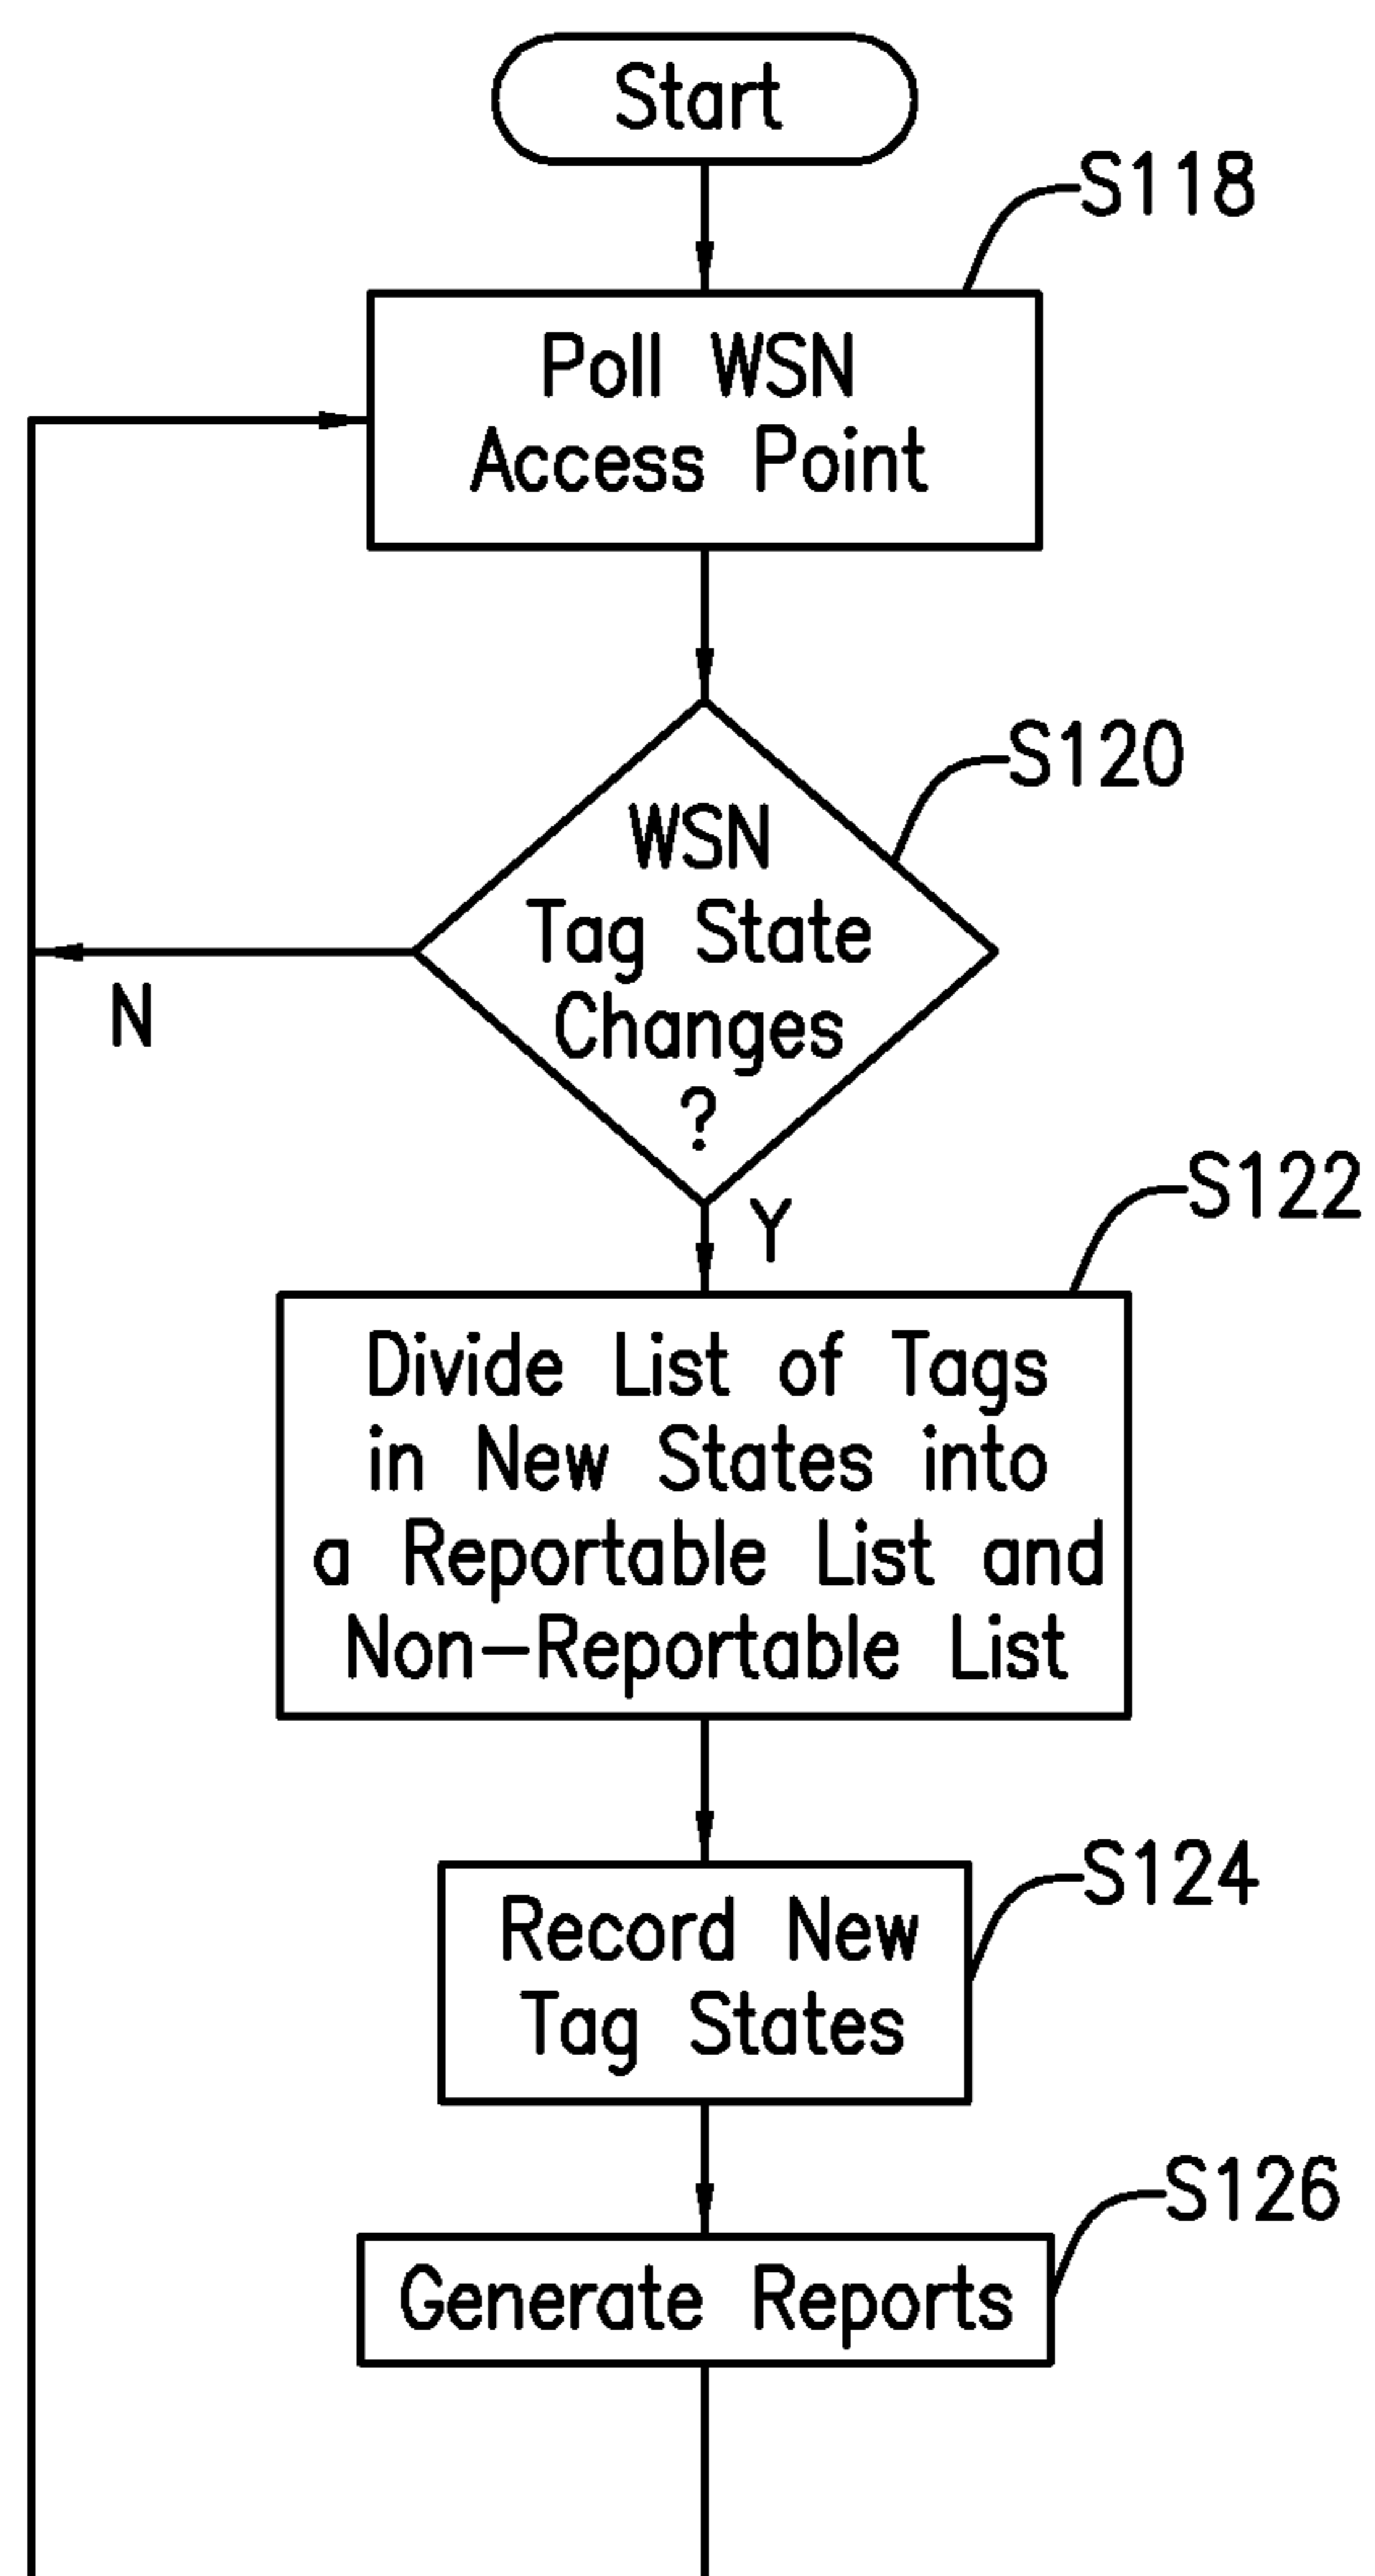 Start
S118
Poll WSN
Access Point
S120
WSN
Tag State
Changes
?
N
Y
S122
Divide List of Tags
in New States into
a Reportable List and
Non-Reportable List
S124
Record New
Tag States
S126
Generate Reports